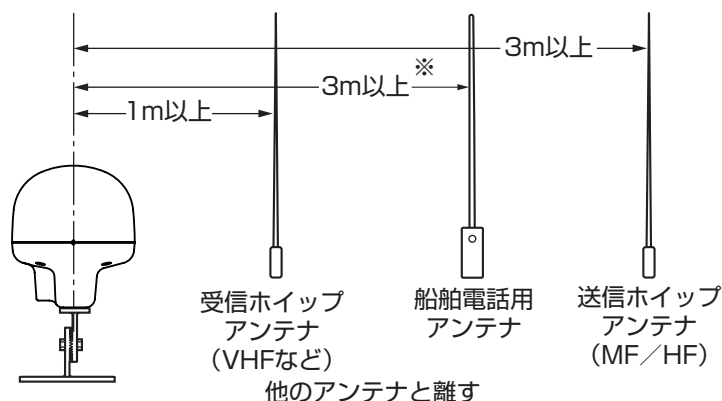 3m以上
3m以上※
1m以上
受信ホイップ
アンテナ
(VHFなど)
船舶電話用
アンテナ
送信ホイップ
アンテナ
(MF/HF)
他のアンテナと離す